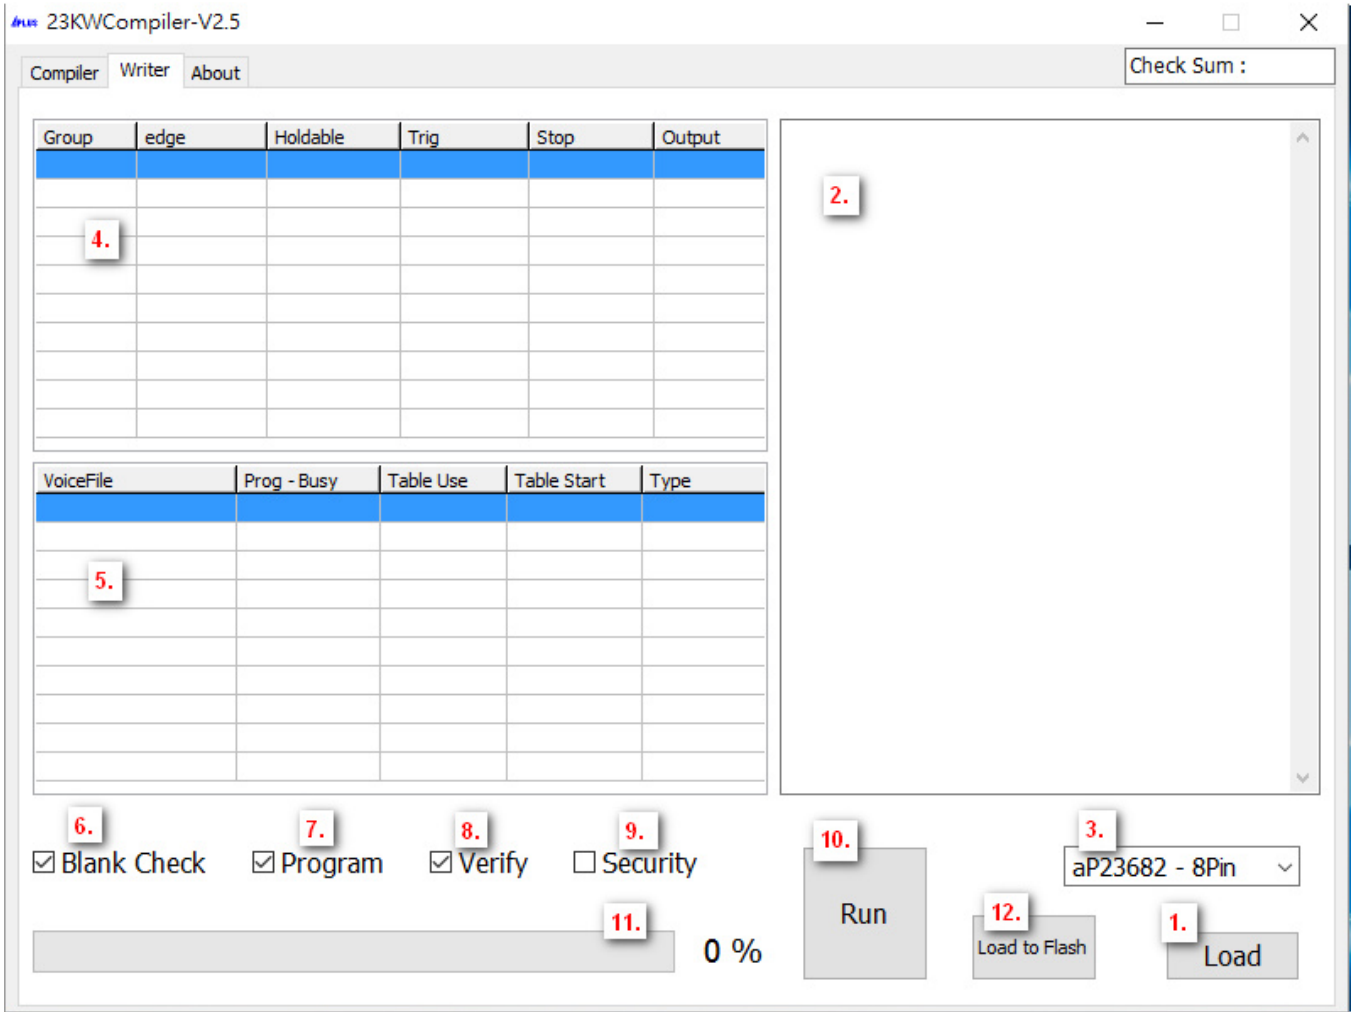 APLUS 23KWCompiler-V2.5
Compiler Writer About
Check Sum :
Group edge Holdable Trig Stop Output
2.
4.
VoiceFile Prog - Busy Table Use Table Start Type
5.
6. 7. 8. 9. 10. 3.
Blank Check Program Verify Security
aP23682 - 8Pin
Run
11. 12. 1.
0 %
Load to Flash
Load